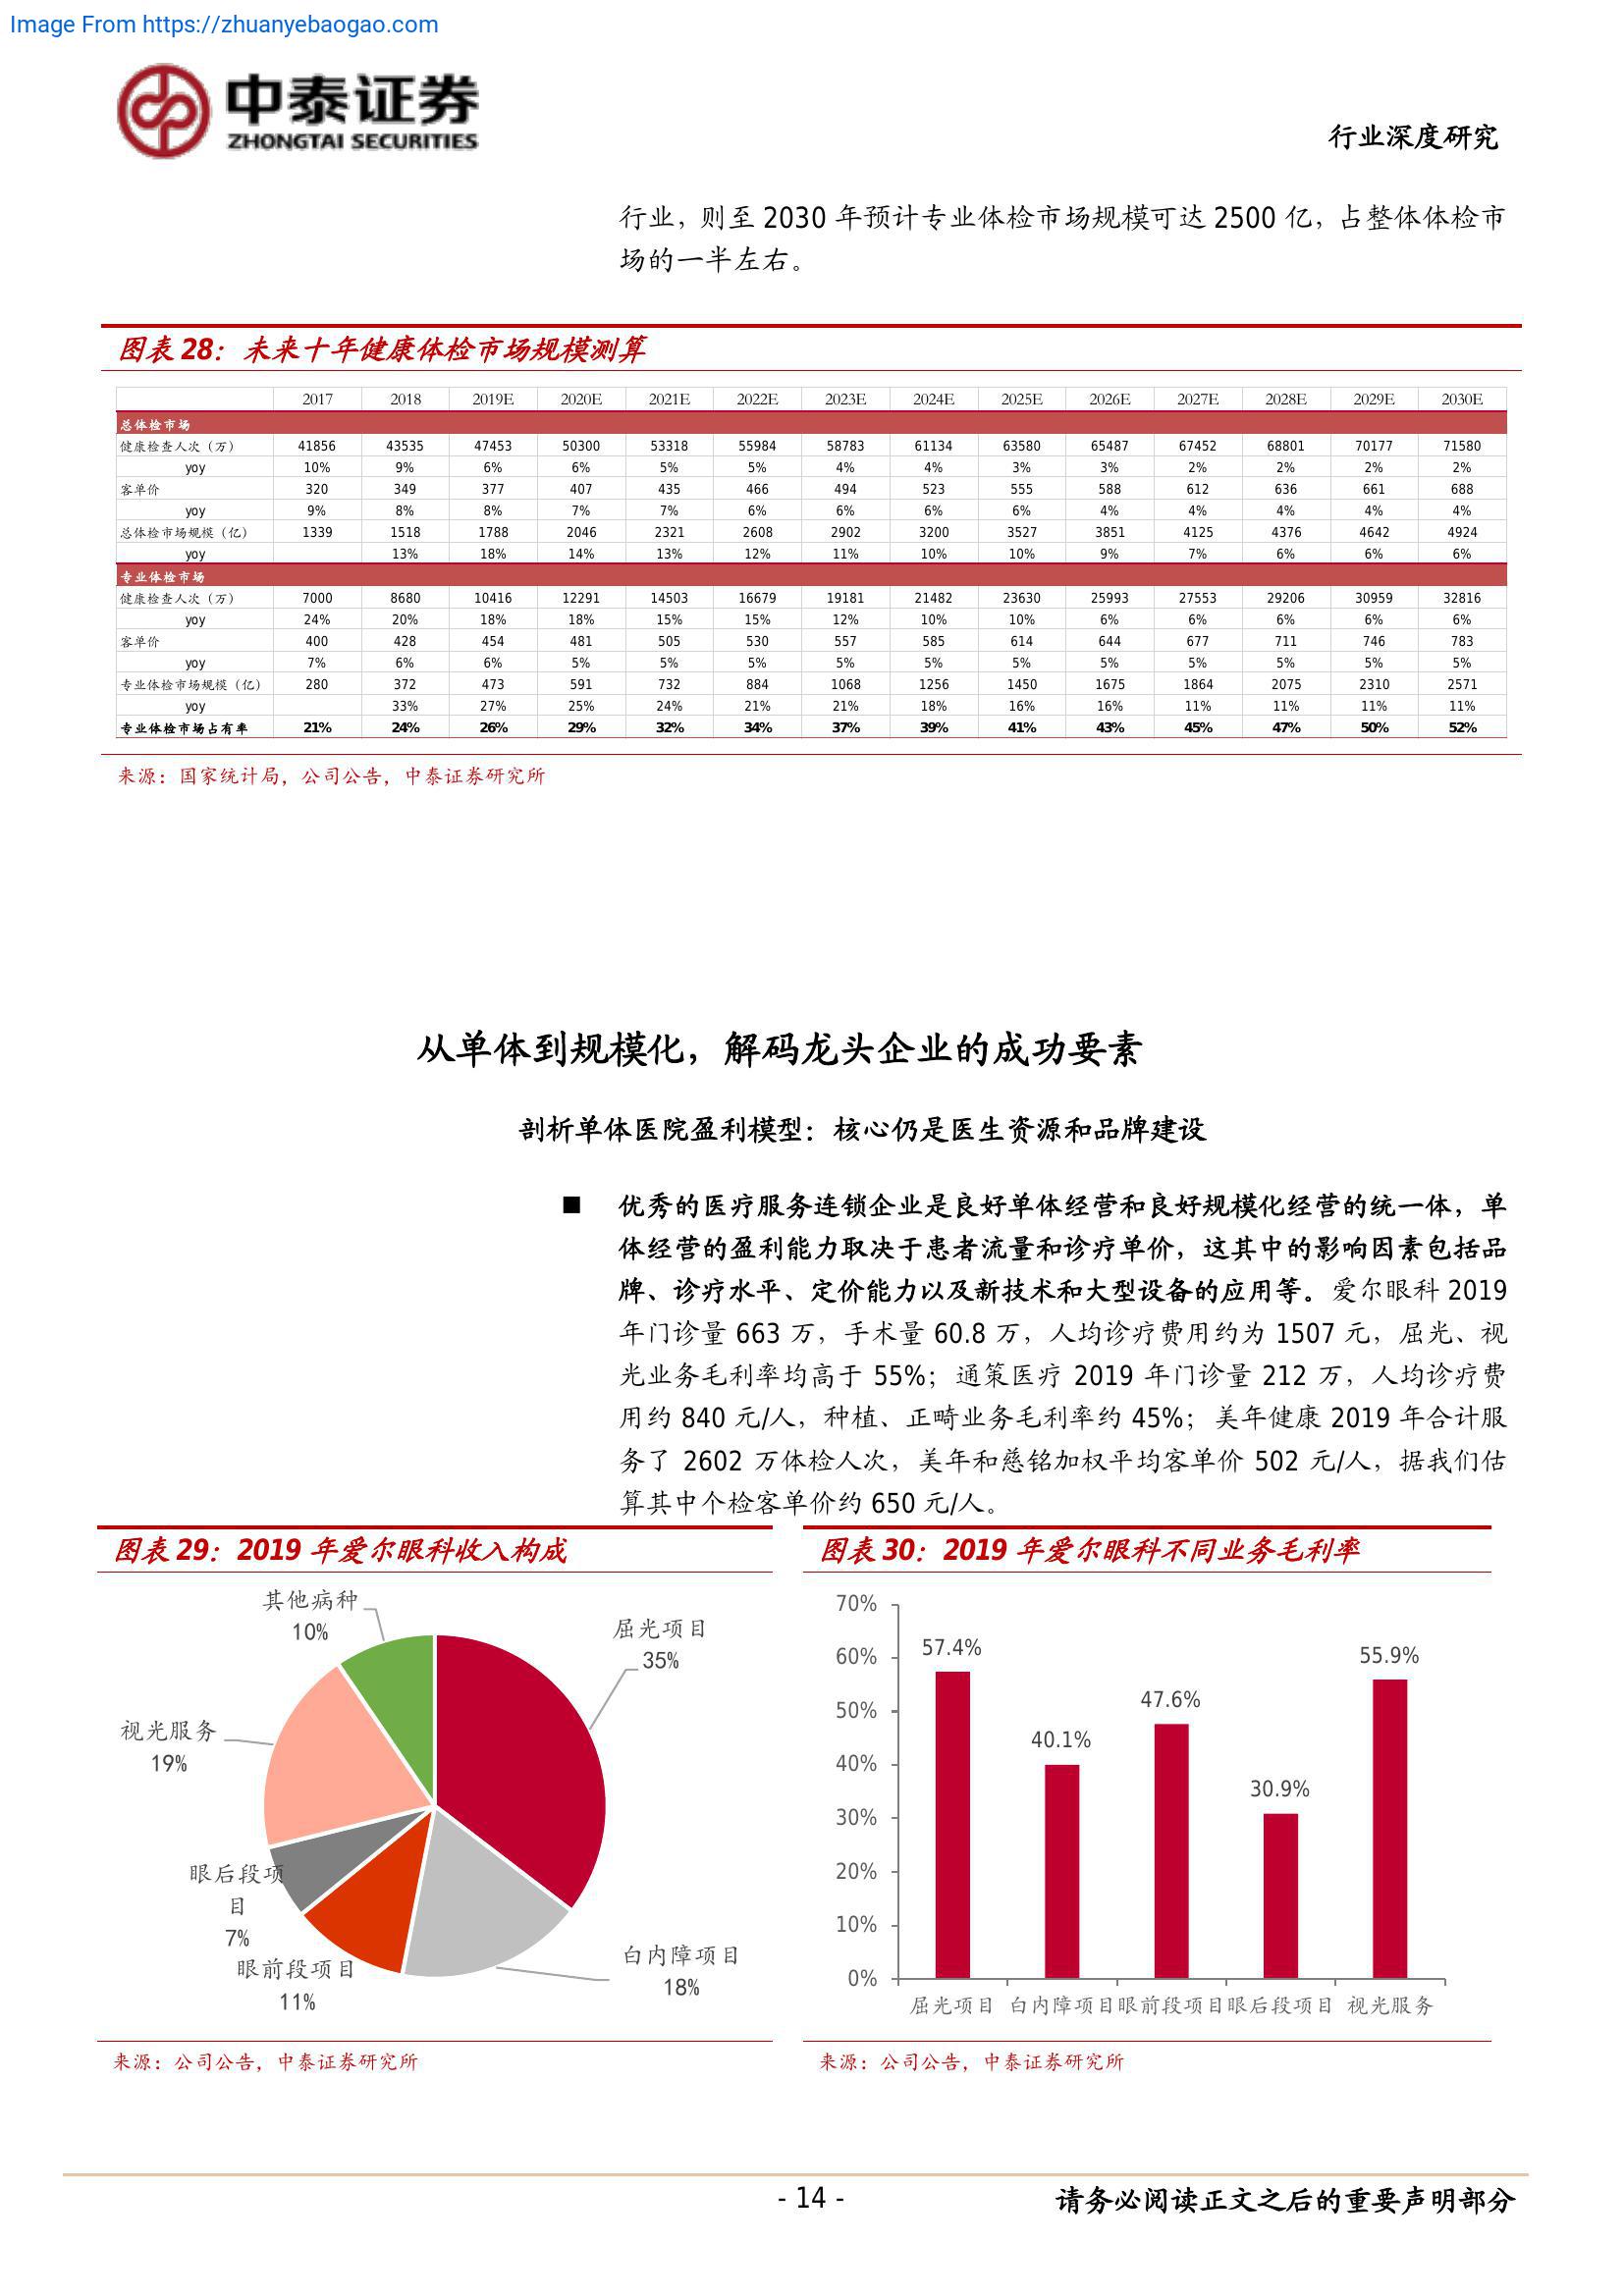 Image From https://zhuanyebaogao.com
中泰证券
ZHONGTAI SECURITIES
行业深度研究
行业，则至 2030 年预计专业体检市场规模可达 2500 亿，占整体体检市
场的一半左右。
图表 28：未来十年健康体检市场规模测算
2017 2018 2019E 2020E 2021E 2022E 2023E 2024E 2025E 2026E 2027E 2028E 2029E 2030E
总体检市场
健康检查人次（万） 41856 43535 47453 50300 53318 55984 58783 61134 63580 65487 67452 68801 70177 71580
yoy 10% 9% 6% 6% 5% 5% 4% 4% 3% 3% 2% 2% 2% 2%
客单价 320 349 377 407 435 466 494 523 555 588 612 636 661 688
yoy 9% 8% 8% 7% 7% 6% 6% 6% 6% 4% 4% 4% 4% 4%
总体检市场规模（亿） 1339 1518 1788 2046 2321 2608 2902 3200 3527 3851 4125 4376 4642 4924
yoy 13% 18% 14% 13% 12% 11% 10% 10% 9% 7% 6% 6% 6%
专业体检市场
健康检查人次（万） 7000 8680 10416 12291 14503 16679 19181 21482 23630 25993 27553 29206 30959 32816
yoy 24% 20% 18% 18% 15% 15% 12% 10% 10% 6% 6% 6% 6% 6%
客单价 400 428 454 481 505 530 557 585 614 644 677 711 746 783
yoy 7% 6% 6% 5% 5% 5% 5% 5% 5% 5% 5% 5% 5% 5%
专业体检市场规模（亿） 280 372 473 591 732 884 1068 1256 1450 1675 1864 2075 2310 2571
yoy 33% 27% 25% 24% 21% 21% 18% 16% 16% 11% 11% 11% 11%
专业体检市场占有率 21% 24% 26% 29% 32% 34% 37% 39% 41% 43% 45% 47% 50% 52%
来源：国家统计局，公司公告，中泰证券研究所
从单体到规模化，解码龙头企业的成功要素
剖析单体医院盈利模型：核心仍是医生资源和品牌建设
■ 优秀的医疗服务连锁企业是良好单体经营和良好规模化经营的统一体，单
体经营的盈利能力取决于患者流量和诊疗单价，这其中的影响因素包括品
牌、诊疗水平、定价能力以及新技术和大型设备的应用等。爱尔眼科 2019
年门诊量 663 万，手术量 60.8 万，人均诊疗费用约为 1507 元，屈光、视
光业务毛利率均高于 55%；通策医疗 2019 年门诊量 212 万，人均诊疗费
用约 840 元/人，种植、正畸业务毛利率约 45%；美年健康 2019 年合计服
务了 2602 万体检人次，美年和慈铭加权平均客单价 502 元/人，据我们估
算其中个检客单价约 650 元/人。
图表 29：2019 年爱尔眼科收入构成
其他病种
10%
屈光项目
35%
视光服务
19%
眼后段项
目
7%
眼前段项目
11%
白内障项目
18%
来源：公司公告，中泰证券研究所
图表 30：2019 年爱尔眼科不同业务毛利率
70%
60%
50%
40%
30%
20%
10%
0%
57.4%
40.1%
47.6%
30.9%
55.9%
屈光项目 白内障项目 眼前段项目 眼后段项目 视光服务
来源：公司公告，中泰证券研究所
- 14 -
请务必阅读正文之后的重要声明部分